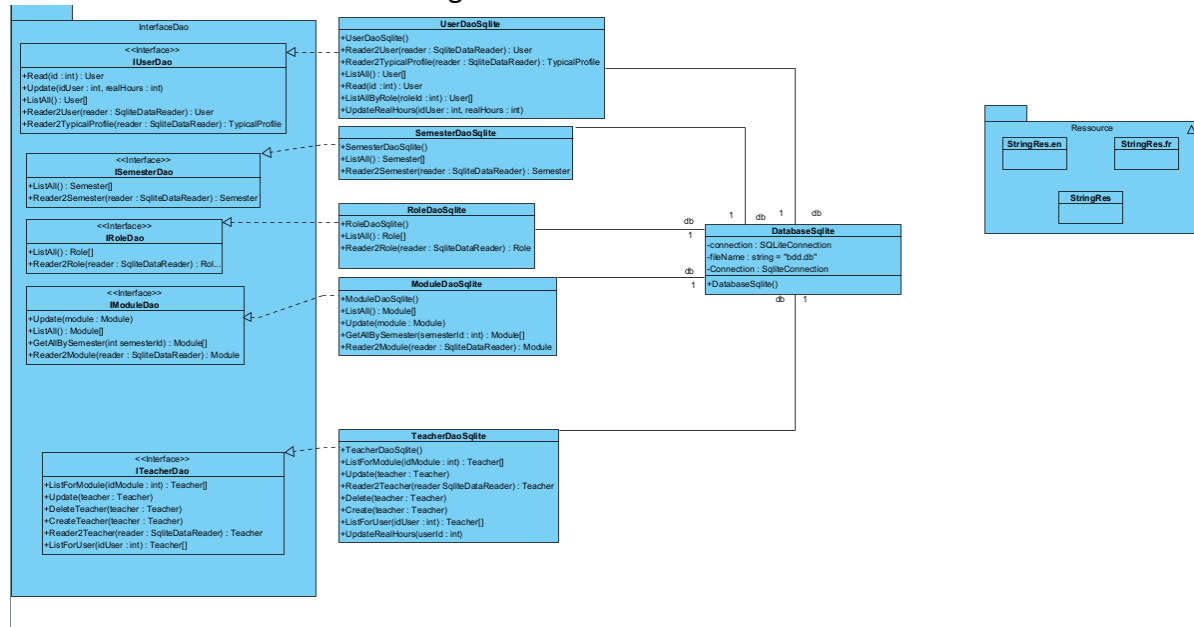 InterfaceDao
<<Interface>>
IUserDao
+Read(id : int) : User
+Update(idUser : int, realHours : int)
+ListAll() : User[]
+Reader2User(reader : SqliteDataReader) : User
+Reader2TypicalProfile(reader : SqliteDataReader) : TypicalProfile
<<Interface>>
ISemesterDao
+ListAll() : Semester[]
+Reader2Semester(reader : SqliteDataReader) : Semester
<<Interface>>
IRoleDao
+ListAll() : Role[]
+Reader2Role(reader : SqliteDataReader) : Rol...
<<Interface>>
IModuleDao
+Update(module : Module)
+ListAll() : Module[]
+GetAllBySemester(int semesterId) : Module[]
+Reader2Module(reader : SqliteDataReader) : Module
<<Interface>>
ITeacherDao
+ListForModule(idModule : int) : Teacher[]
+Update(teacher : Teacher)
+DeleteTeacher(teacher : Teacher)
+CreateTeacher(teacher : Teacher)
+Reader2Teacher(reader : SqliteDataReader) : Teacher
+ListForUser(idUser : int) : Teacher[]
UserDaoSqlite
+UserDaoSqlite()
+Reader2User(reader : SqliteDataReader) : User
+Reader2TypicalProfile(reader : SqliteDataReader) : TypicalProfile
+ListAll() : User[]
+Read(id : int) : User
+ListAllByRole(roleId : int) : User[]
+UpdateRealHours(idUser : int, realHours : int)
SemesterDaoSqlite
+SemesterDaoSqlite()
+ListAll() : Semester[]
+Reader2Semester(reader : SqliteDataReader) : Semester
RoleDaoSqlite
+RoleDaoSqlite()
+ListAll() : Role[]
+Reader2Role(reader : SqliteDataReader) : Role
ModuleDaoSqlite
+ModuleDaoSqlite()
+ListAll() : Module[]
+Update(module : Module)
+GetAllBySemester(semesterId : int) : Module[]
+Reader2Module(reader : SqliteDataReader) : Module
TeacherDaoSqlite
+TeacherDaoSqlite()
+ListForModule(idModule : int) : Teacher[]
+Update(teacher : Teacher)
+Reader2Teacher(reader SqliteDataReader) : Teacher
+Delete(teacher : Teacher)
+Create(teacher : Teacher)
+ListForUser(idUser : int) : Teacher[]
+UpdateRealHours(userId : int)
db
1
db
1
db
1
db
1
DatabaseSqlite
-connection : SQLiteConnection
-fileName : string = "bdd.db"
-Connection : SqliteConnection
+DatabaseSqlite()
db 1
Ressource
StringRes.en
StringRes.fr
StringRes